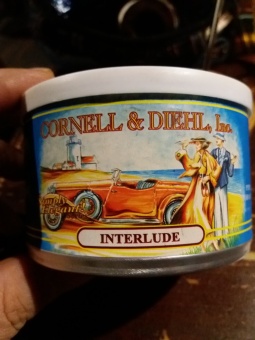 CORNELL & DIEHL, Inc.
INTERLUDE